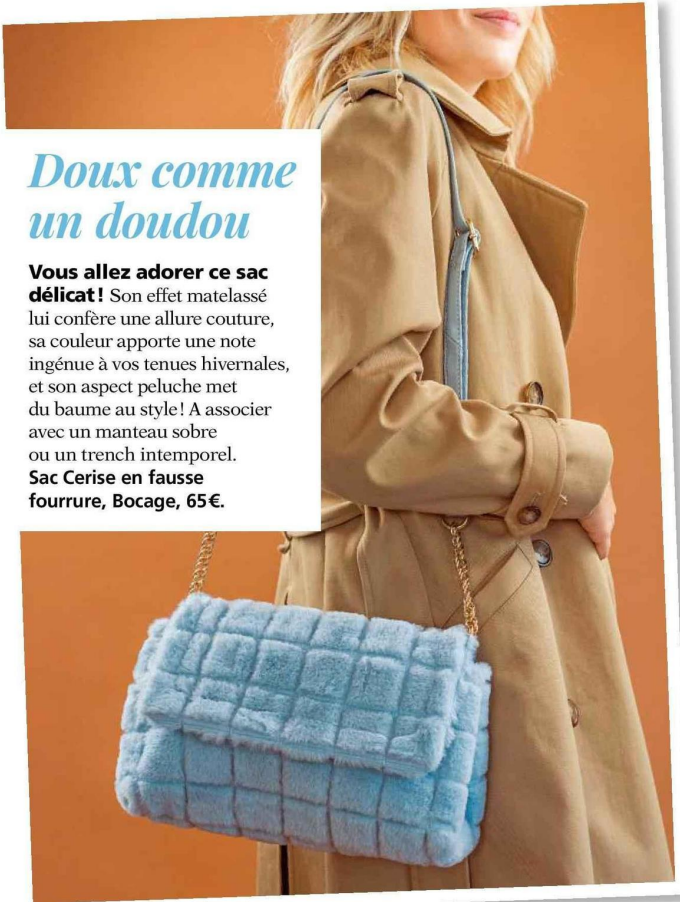 Doux comme
un doudou
Vous allez adorer ce sac
délicat! Son effet matelassé
lui confère une allure couture,
sa couleur apporte une note
ingénue à vos tenues hivernales,
et son aspect peluche met
du baume au style! A associer
avec un manteau sobre
ou un trench intemporel.
Sac Cerise en fausse
fourrure, Bocage, 65€.